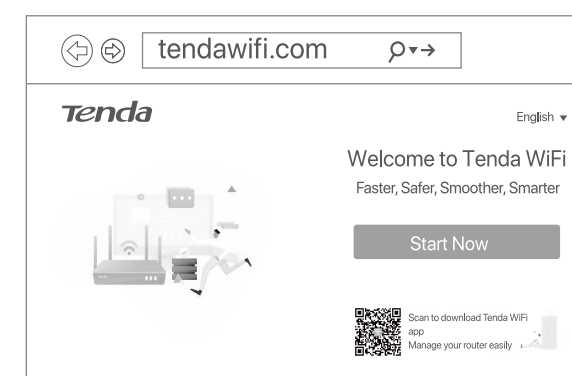 tendawifi.com
Tenda
English
Welcome to Tenda WiFi
Faster, Safer, Smoother, Smarter
Start Now
Scan to download Tenda WiFi
app
Manage your router easily